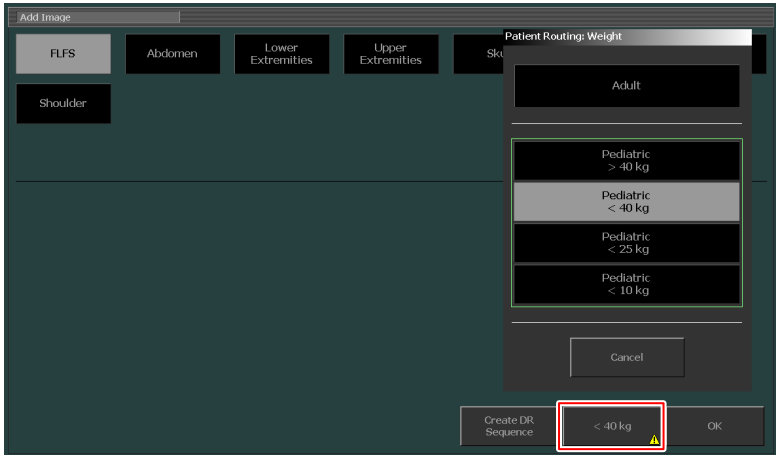 Add Image
FLFS
Abdomen
Lower
Extremities
Upper
Extremities
Shoulder
Patient Routing: Weight
Adult
Pediatric
> 40 kg
Pediatric
< 40 kg
Pediatric
< 25 kg
Pediatric
< 10 kg
Cancel
Create DR
Sequence
< 40 kg
OK